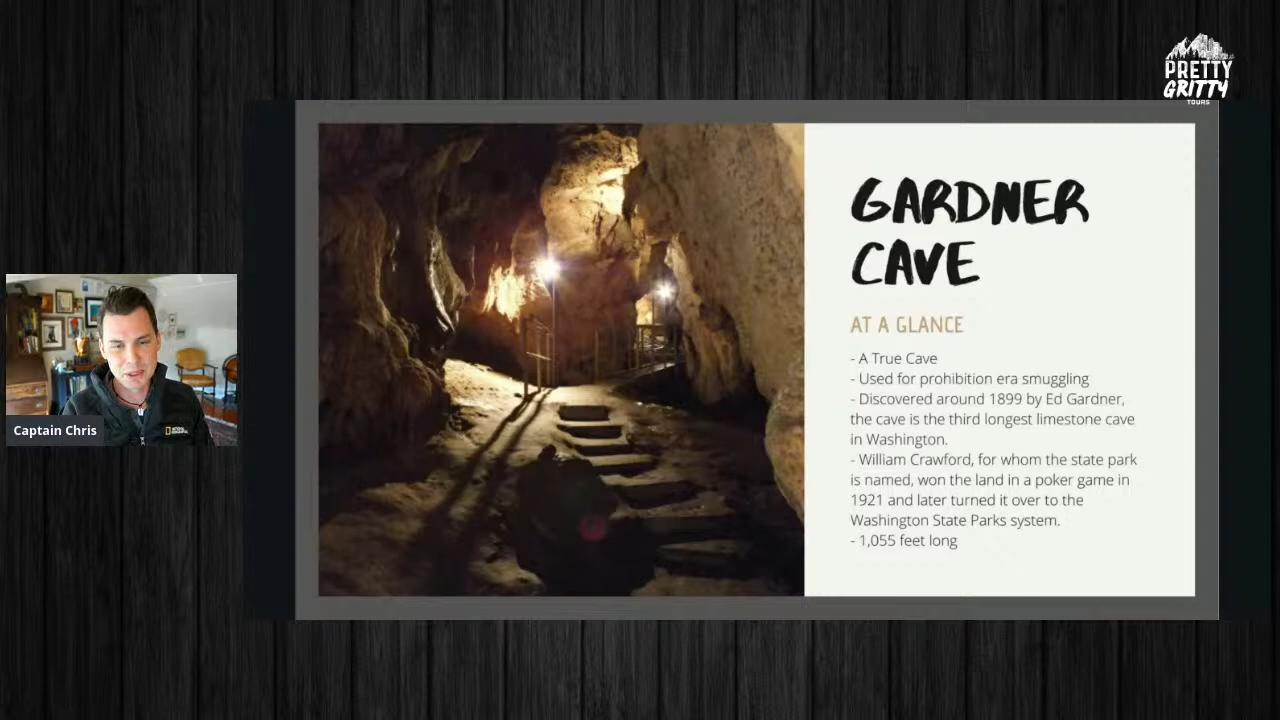 PRETTY
GRITTY
TOURS
GARDNER
CAVE
AT A GLANCE
- A True Cave
- Used for prohibition era smuggling
- Discovered around 1899 by Ed Gardner,
the cave is the third longest limestone cave
in Washington.
- William Crawford, for whom the state park
is named, won the land in a poker game in
1921 and later turned it over to the
Washington State Parks system.
- 1,055 feet long
Captain Chris
NATIONAL
GEOGRAPHIC